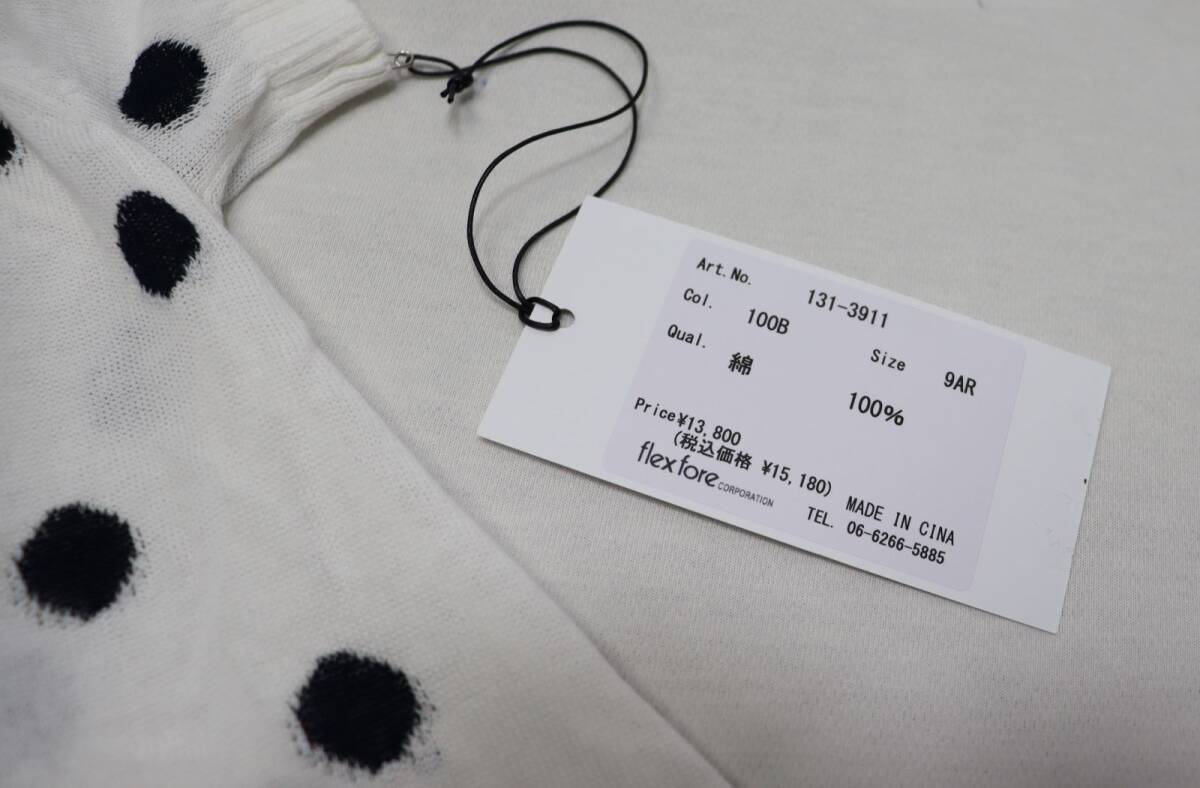 Art.No. 131-3911
Col. 100B Size 9AR
Qual. 綿 100%
Price¥13,800
(税込価格 ¥15,180)
flex fore CORPORATION
MADE IN CINA
TEL. 06-6266-5885